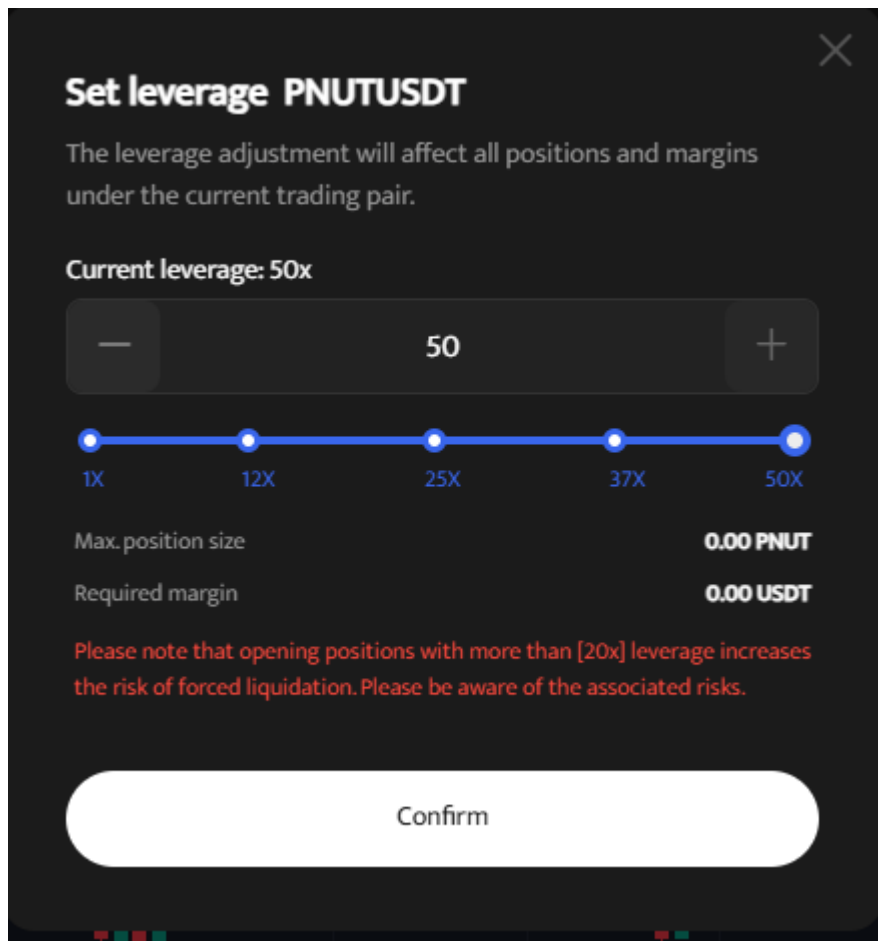 Set leverage PNUTUSDT
The leverage adjustment will affect all positions and margins
under the current trading pair.
Current leverage: 50x
50
1X 12X 25X 37X 50X
Max. position size 0.00 PNUT
Required margin 0.00 USDT
Please note that opening positions with more than [20x] leverage increases
the risk of forced liquidation. Please be aware of the associated risks.
Confirm